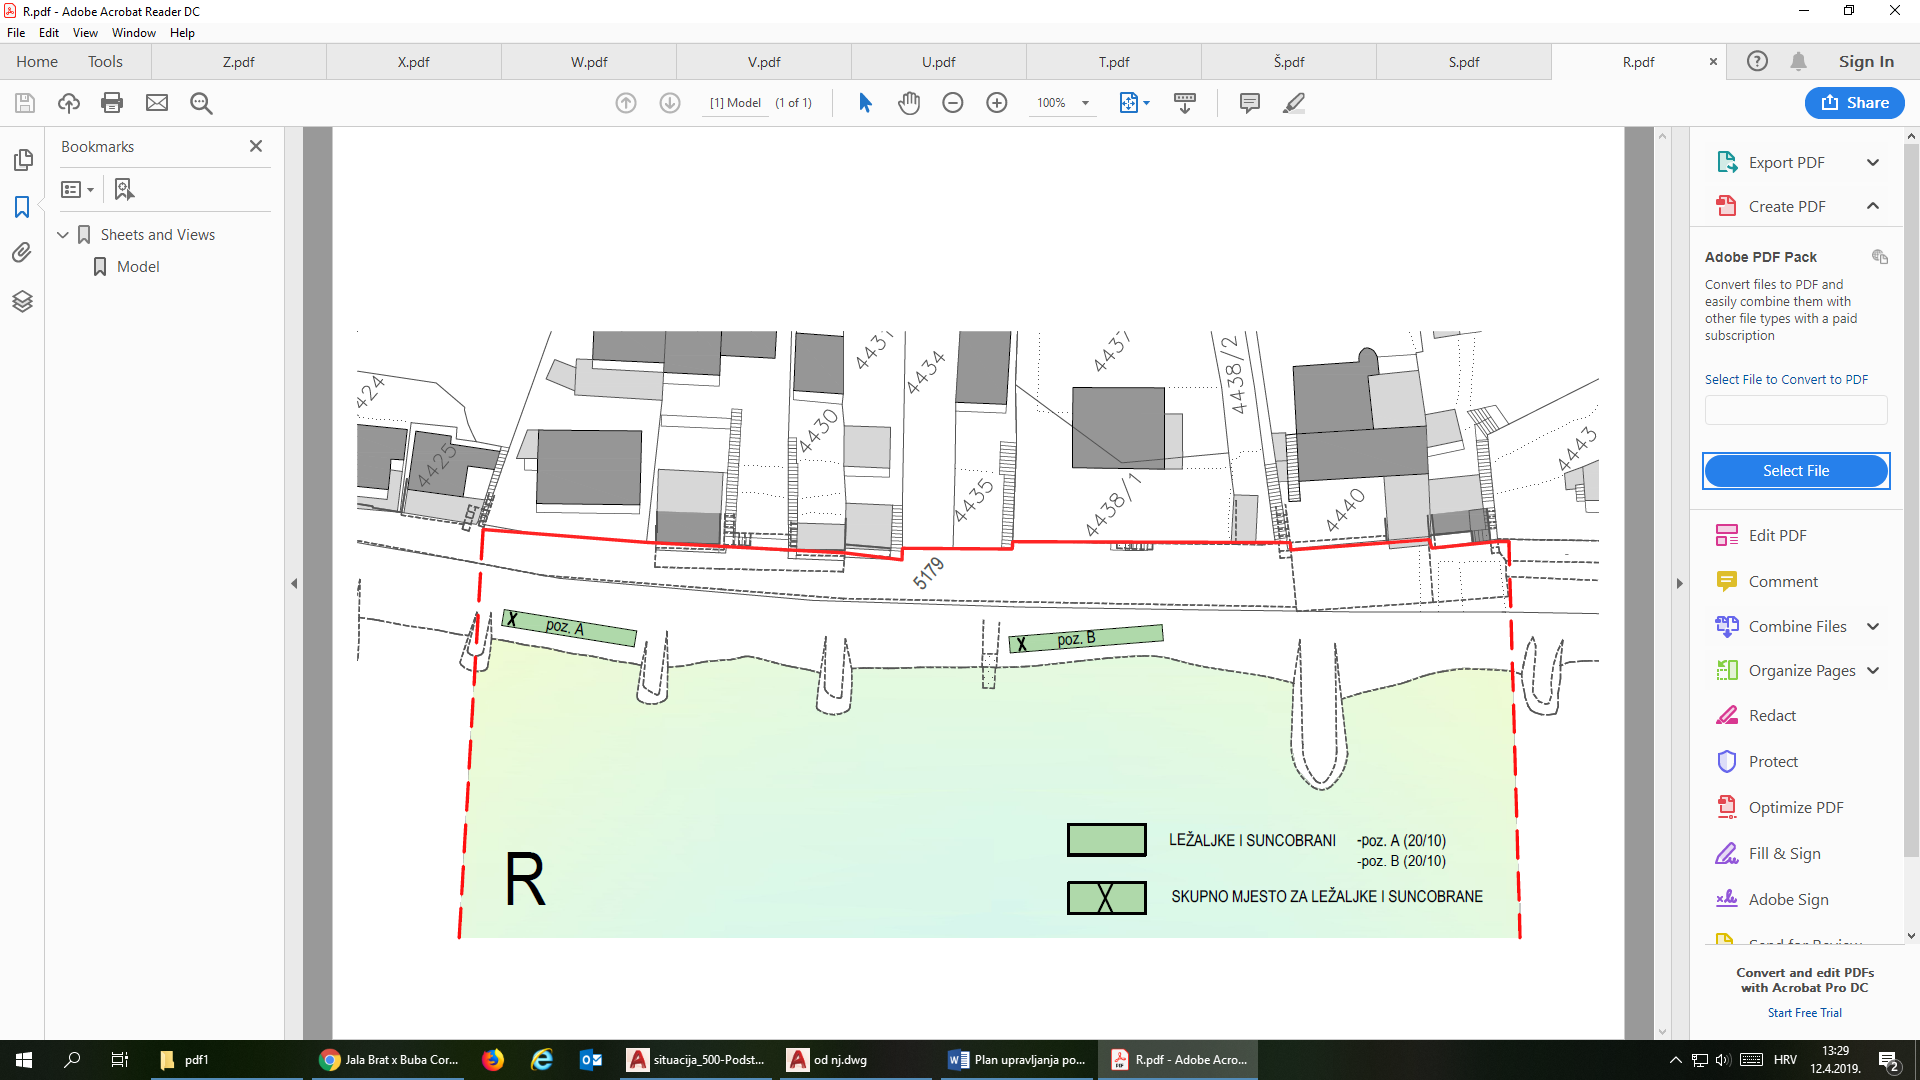 R.pdf - Adobe Acrobat Reader DC
File Edit View Window Help
Home Tools Z.pdf X.pdf W.pdf V.pdf U.pdf T.pdf Š.pdf S.pdf R.pdf Sign In
[1] Model (1 of 1) 100% Share
Bookmarks
Sheets and Views
Model
4424
4425
4430
4431
4434
4435
4437
4438/1
4438/2
4440
4443
5179
X poz. A
X poz. B
R
LEŽALJKE I SUNCOBRANI -poz. A (20/10)
-poz. B (20/10)
X SKUPNO MJESTO ZA LEŽALJKE I SUNCOBRANE
Export PDF
Create PDF
Adobe PDF Pack
Convert files to PDF and
easily combine them with
other file types with a paid
subscription
Select File to Convert to PDF
Select File
Edit PDF
Comment
Combine Files
Organize Pages
Redact
Protect
Optimize PDF
Fill & Sign
Adobe Sign
Send for Review
Convert and edit PDFs
with Acrobat Pro DC
Start Free Trial
pdf1 Jala Brat x Buba Cor... situacija_500-Podst... od nj.dwg Plan upravljanja po... R.pdf - Adobe Acro... HRV 13:29
12.4.2019. 2